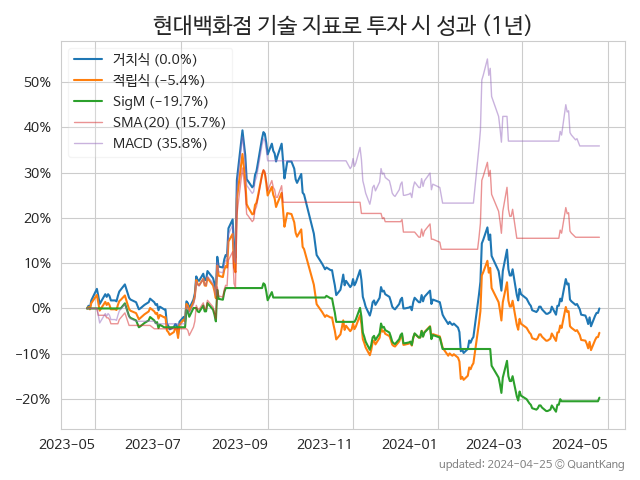 현대백화점 기술 지표로 투자 시 성과 (1년)
거치식 (0.0%)
적립식 (−5.4%)
SigM (−19.7%)
SMA(20) (15.7%)
MACD (35.8%)
50%
40%
30%
20%
10%
0%
−10%
−20%
2023-05 2023-07 2023-09 2023-11 2024-01 2024-03 2024-05
updated: 2024-04-25 ⓒ QuantKang